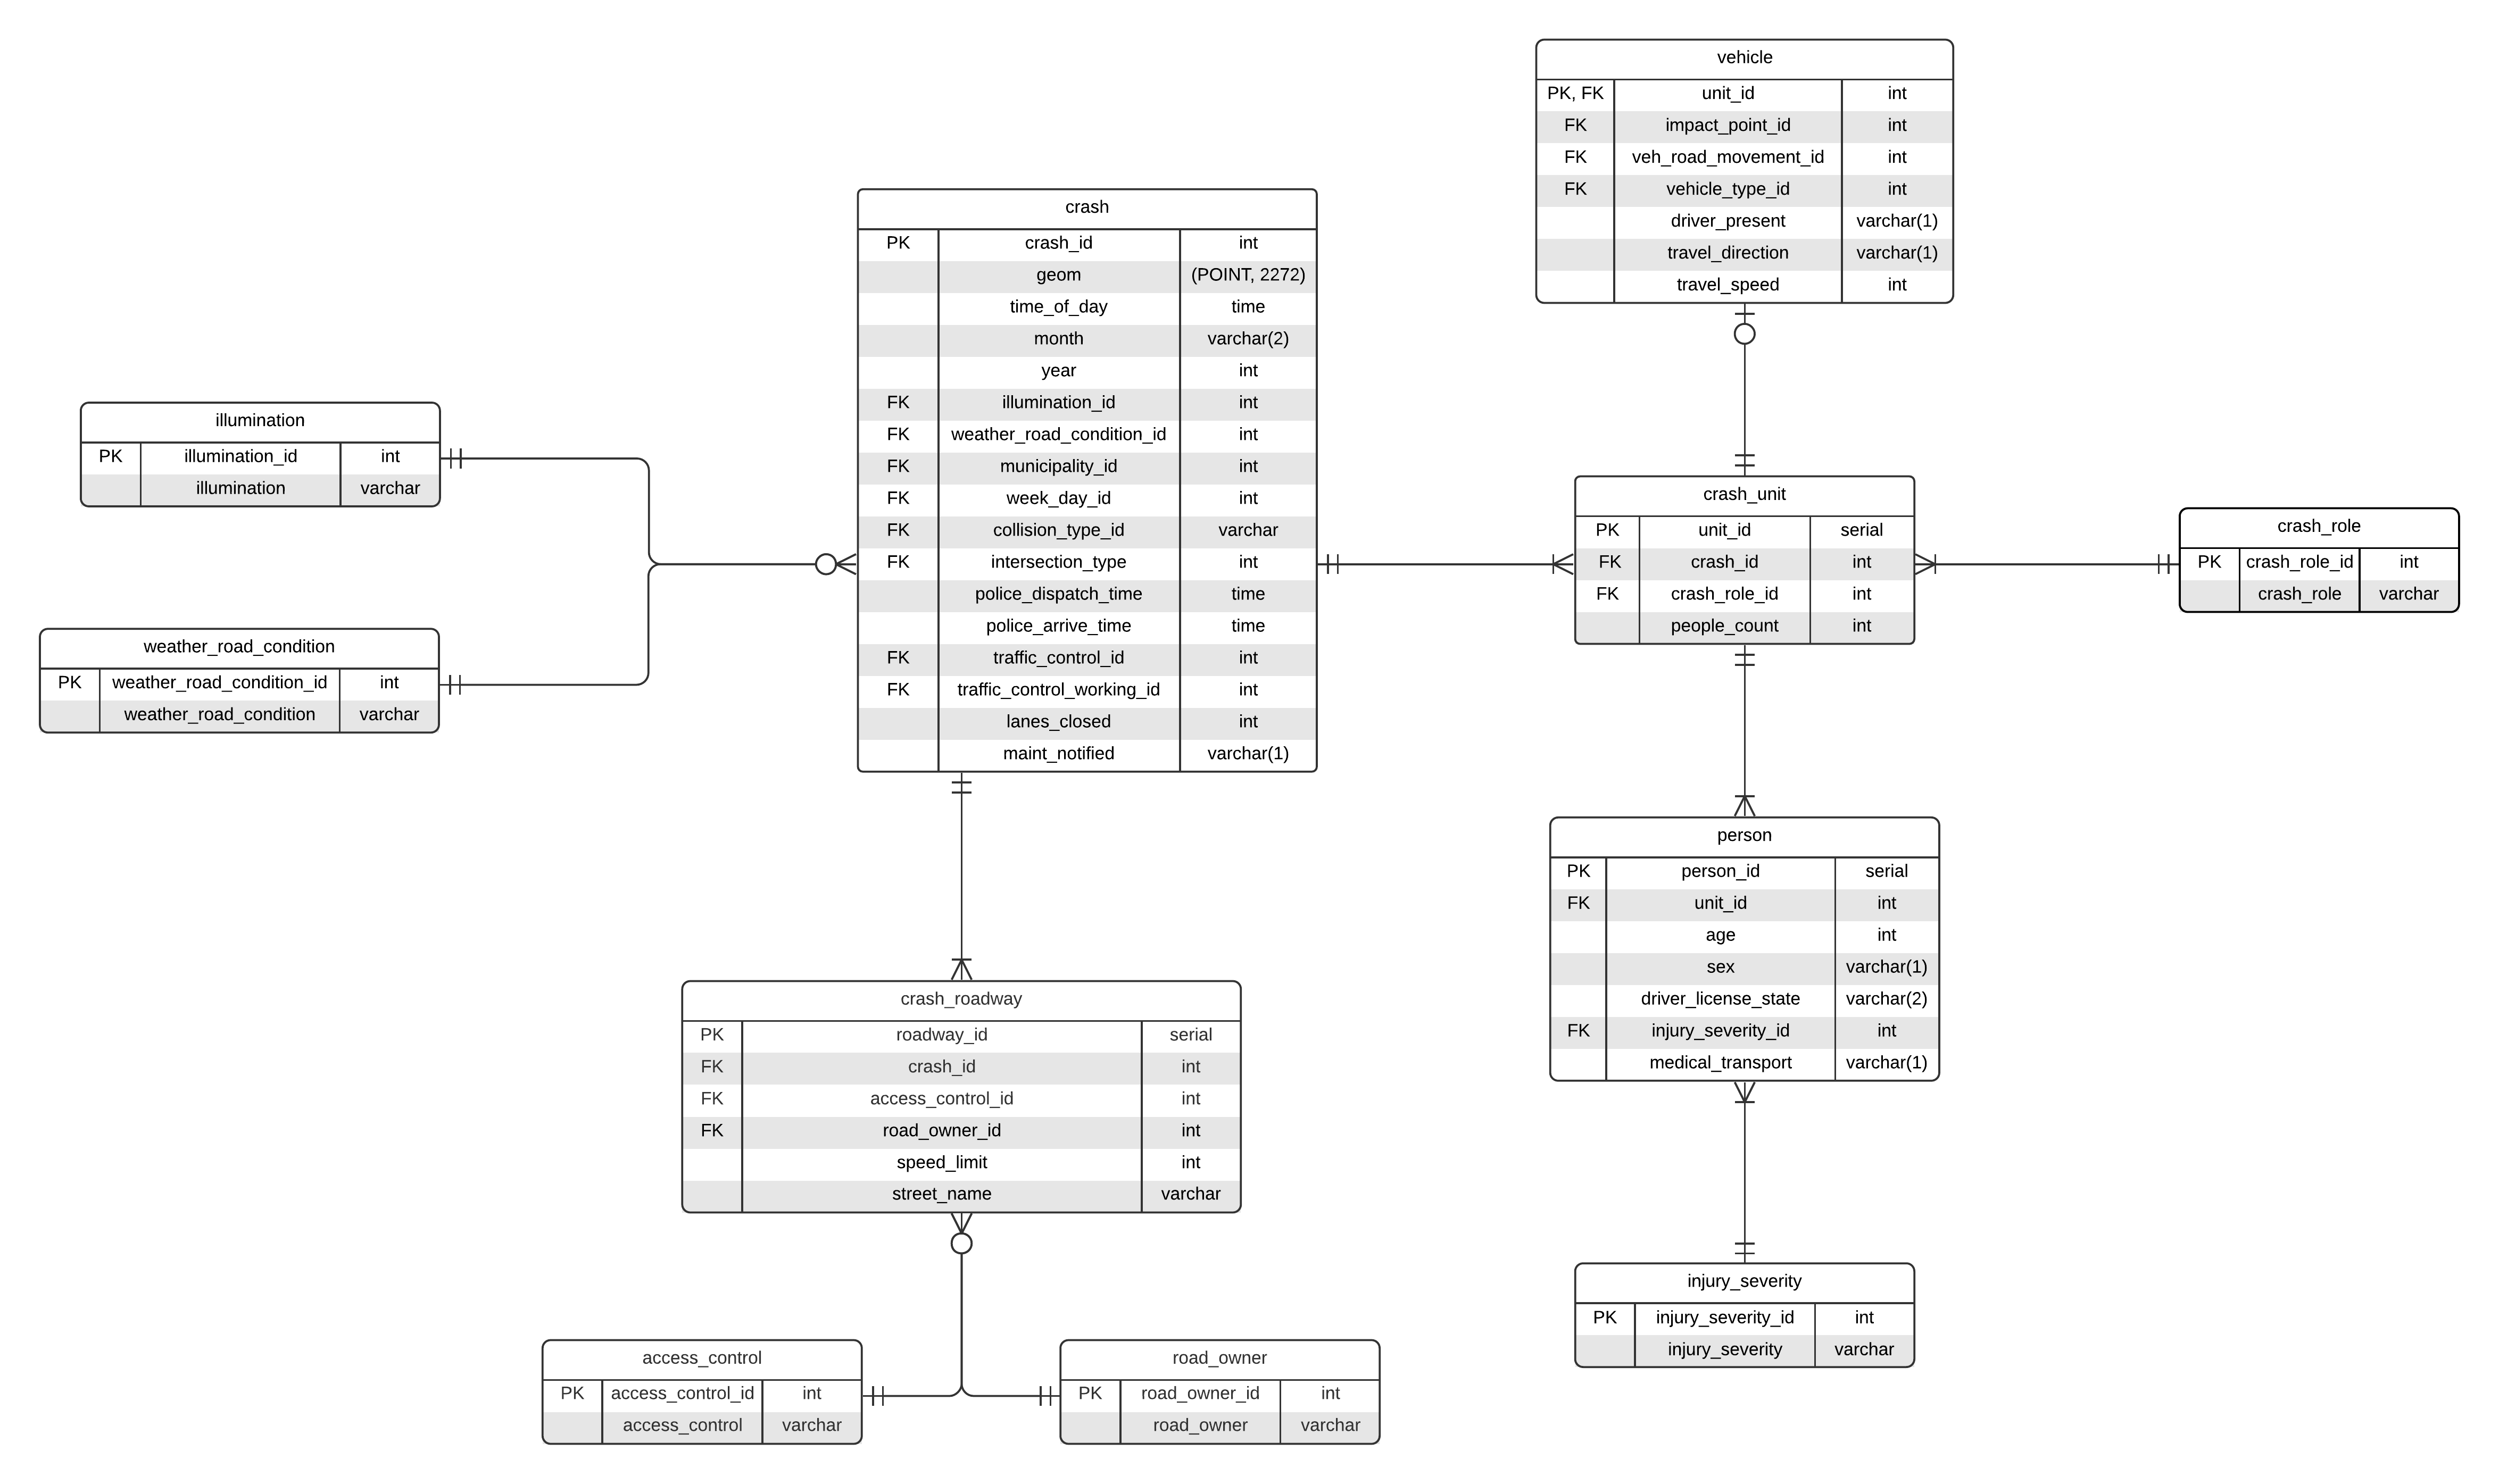 vehicle
PK, FK unit_id int
FK impact_point_id int
FK veh_road_movement_id int
FK vehicle_type_id int
driver_present varchar(1)
travel_direction varchar(1)
travel_speed int
crash
PK crash_id int
geom (POINT, 2272)
time_of_day time
month varchar(2)
year int
FK illumination_id int
FK weather_road_condition_id int
FK municipality_id int
FK week_day_id int
FK collision_type_id varchar
FK intersection_type int
police_dispatch_time time
police_arrive_time time
FK traffic_control_id int
FK traffic_control_working_id int
lanes_closed int
maint_notified varchar(1)
illumination
PK illumination_id int
illumination varchar
weather_road_condition
PK weather_road_condition_id int
weather_road_condition varchar
crash_unit
PK unit_id serial
FK crash_id int
FK crash_role_id int
people_count int
crash_role
PK crash_role_id int
crash_role varchar
person
PK person_id serial
FK unit_id int
age int
sex varchar(1)
driver_license_state varchar(2)
FK injury_severity_id int
medical_transport varchar(1)
crash_roadway
PK roadway_id serial
FK crash_id int
FK access_control_id int
FK road_owner_id int
speed_limit int
street_name varchar
injury_severity
PK injury_severity_id int
injury_severity varchar
access_control
PK access_control_id int
access_control varchar
road_owner
PK road_owner_id int
road_owner varchar